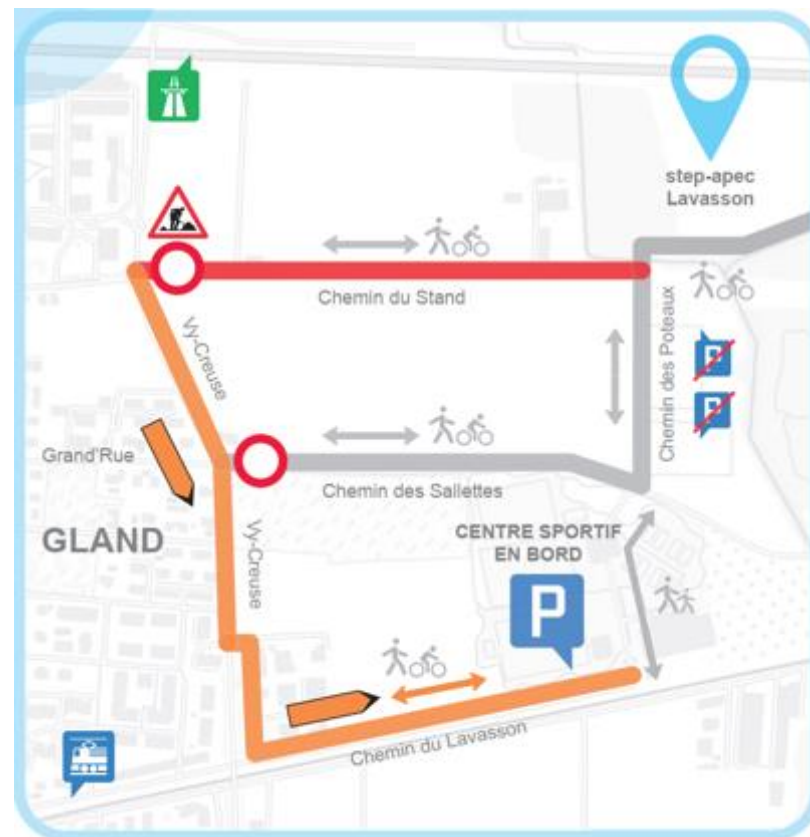 step-apec
Lavasson
Chemin du Stand
Vy-Creuse
Chemin des Poteaux
P
P
Grand'Rue
Chemin des Sallettes
GLAND
Vy-Creuse
CENTRE SPORTIF
EN BORD
P
Chemin du Lavasson